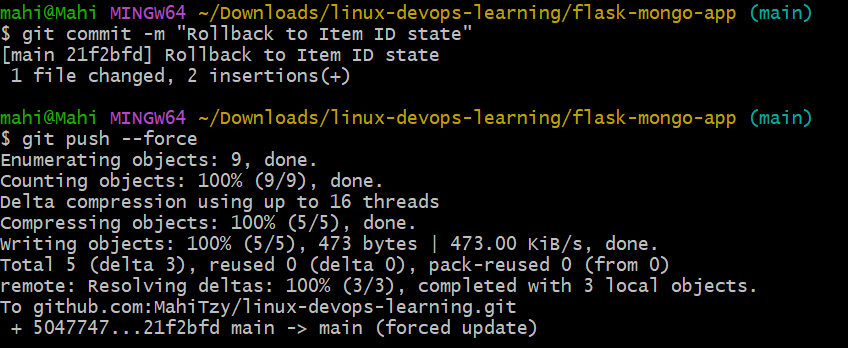 mahi@Mahi MINGW64 ~/Downloads/linux-devops-learning/flask-mongo-app (main)
$ git commit -m "Rollback to Item ID state"
[main 21f2bfd] Rollback to Item ID state
 1 file changed, 2 insertions(+)
mahi@Mahi MINGW64 ~/Downloads/linux-devops-learning/flask-mongo-app (main)
$ git push --force
Enumerating objects: 9, done.
Counting objects: 100% (9/9), done.
Delta compression using up to 16 threads
Compressing objects: 100% (5/5), done.
Writing objects: 100% (5/5), 473 bytes | 473.00 KiB/s, done.
Total 5 (delta 3), reused 0 (delta 0), pack-reused 0 (from 0)
remote: Resolving deltas: 100% (3/3), completed with 3 local objects.
To github.com:MahiTzy/linux-devops-learning.git
 + 5047747...21f2bfd main -> main (forced update)